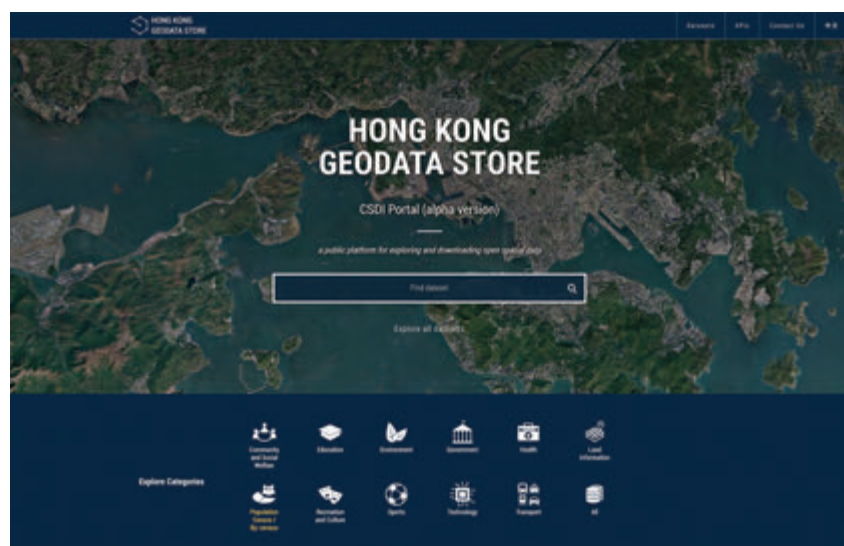 HONG KONG
GEODATA STORE
Datasets
APIs
Contact Us
中文
HONG KONG
GEODATA STORE
CSDI Portal (alpha version)
a public platform for exploring and downloading open spatial data
Find dataset
Explore all datasets
Explore Categories
Community
and Social
Welfare
Education
Environment
Government
Health
Land
Information
Population
Census /
By-census
Recreation
and Culture
Sports
Technology
Transport
All